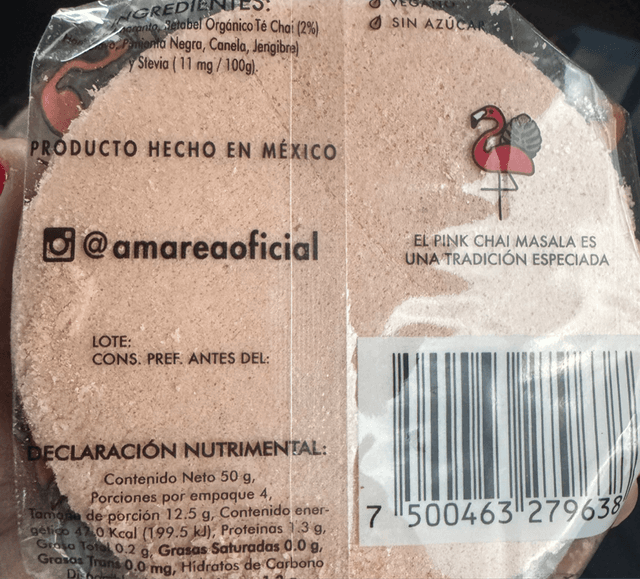 INGREDIENTES:
Amaranto, Betabel Orgánico Té Chai (2%)
Pimienta Negra, Canela, Jengibre)
y Stevia ( 11 mg / 100g).
VEGANO
SIN AZÚCAR
PRODUCTO HECHO EN MÉXICO
@amareaoficial
EL PINK CHAI MASALA ES
UNA TRADICIÓN ESPECIADA
LOTE:
CONS. PREF. ANTES DEL:
DECLARACIÓN NUTRIMENTAL:
Contenido Neto 50 g,
Porciones por empaque 4,
Tamaño de porción 12.5 g, Contenido ener-
gético 47.0 Kcal (199.5 kJ), Proteinas 1.3 g,
Grasa Total 0.2 g, Grasas Saturadas 0.0 g,
Grasas Trans 0.0 mg, Hidratos de Carbono
7 500463 279638